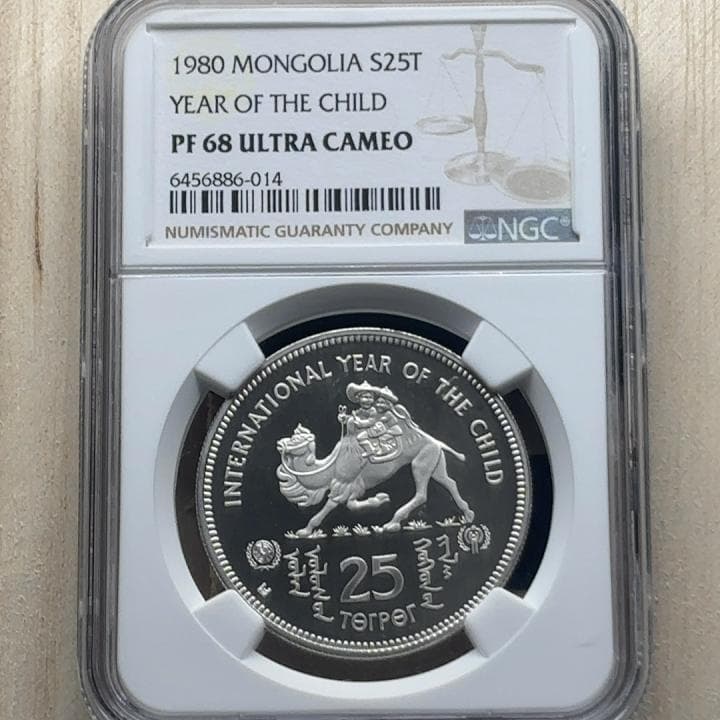 1980 MONGOLIA S25T
YEAR OF THE CHILD
PF 68 ULTRA CAMEO
6456886-014
NUMISMATIC GUARANTY COMPANY
NGC
INTERNATIONAL YEAR OF THE CHILD
25
ТӨГРӨГ